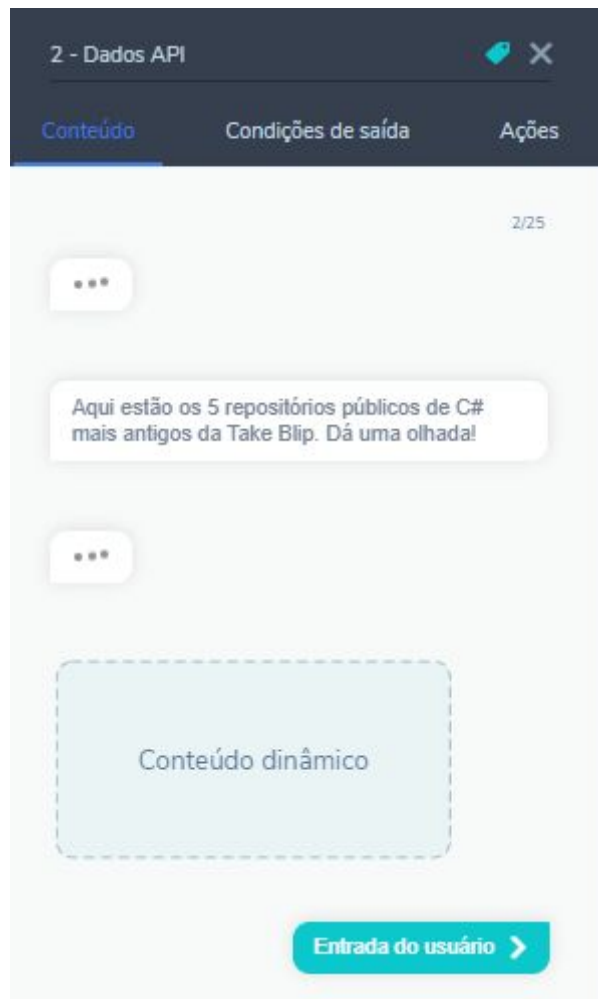 2 - Dados API
Conteúdo
Condições de saída
Ações
2/25
Aqui estão os 5 repositórios públicos de C#
mais antigos da Take Blip. Dá uma olhada!
Conteúdo dinâmico
Entrada do usuário